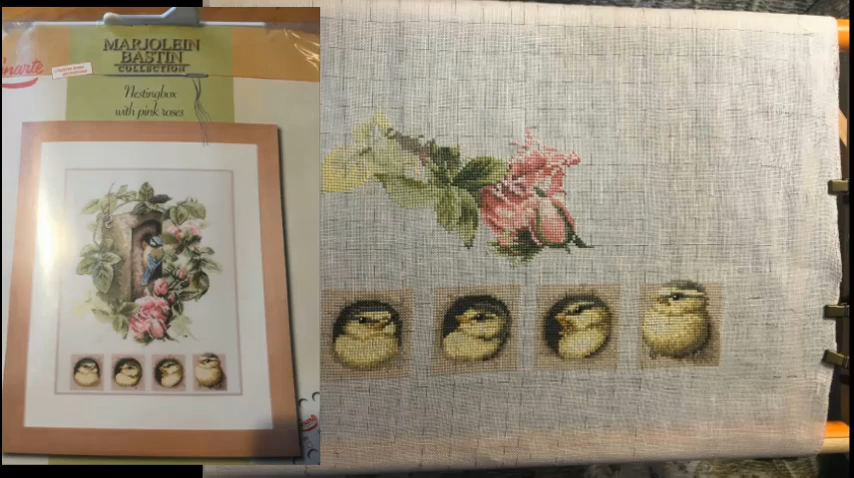 MARJOLEIN
BASTIN
COLLECTION
Nestingbox
with pink roses